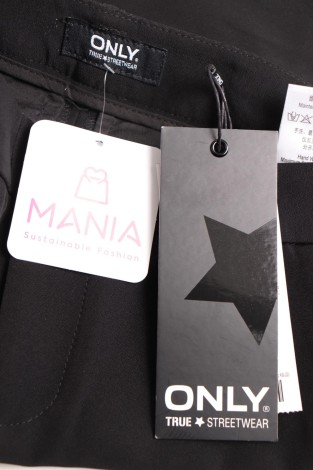 ONLY®
TRUE★STREETWEAR
MANIA
Sustainable Fashion
ONLY®
TRUE ★ STREETWEAR